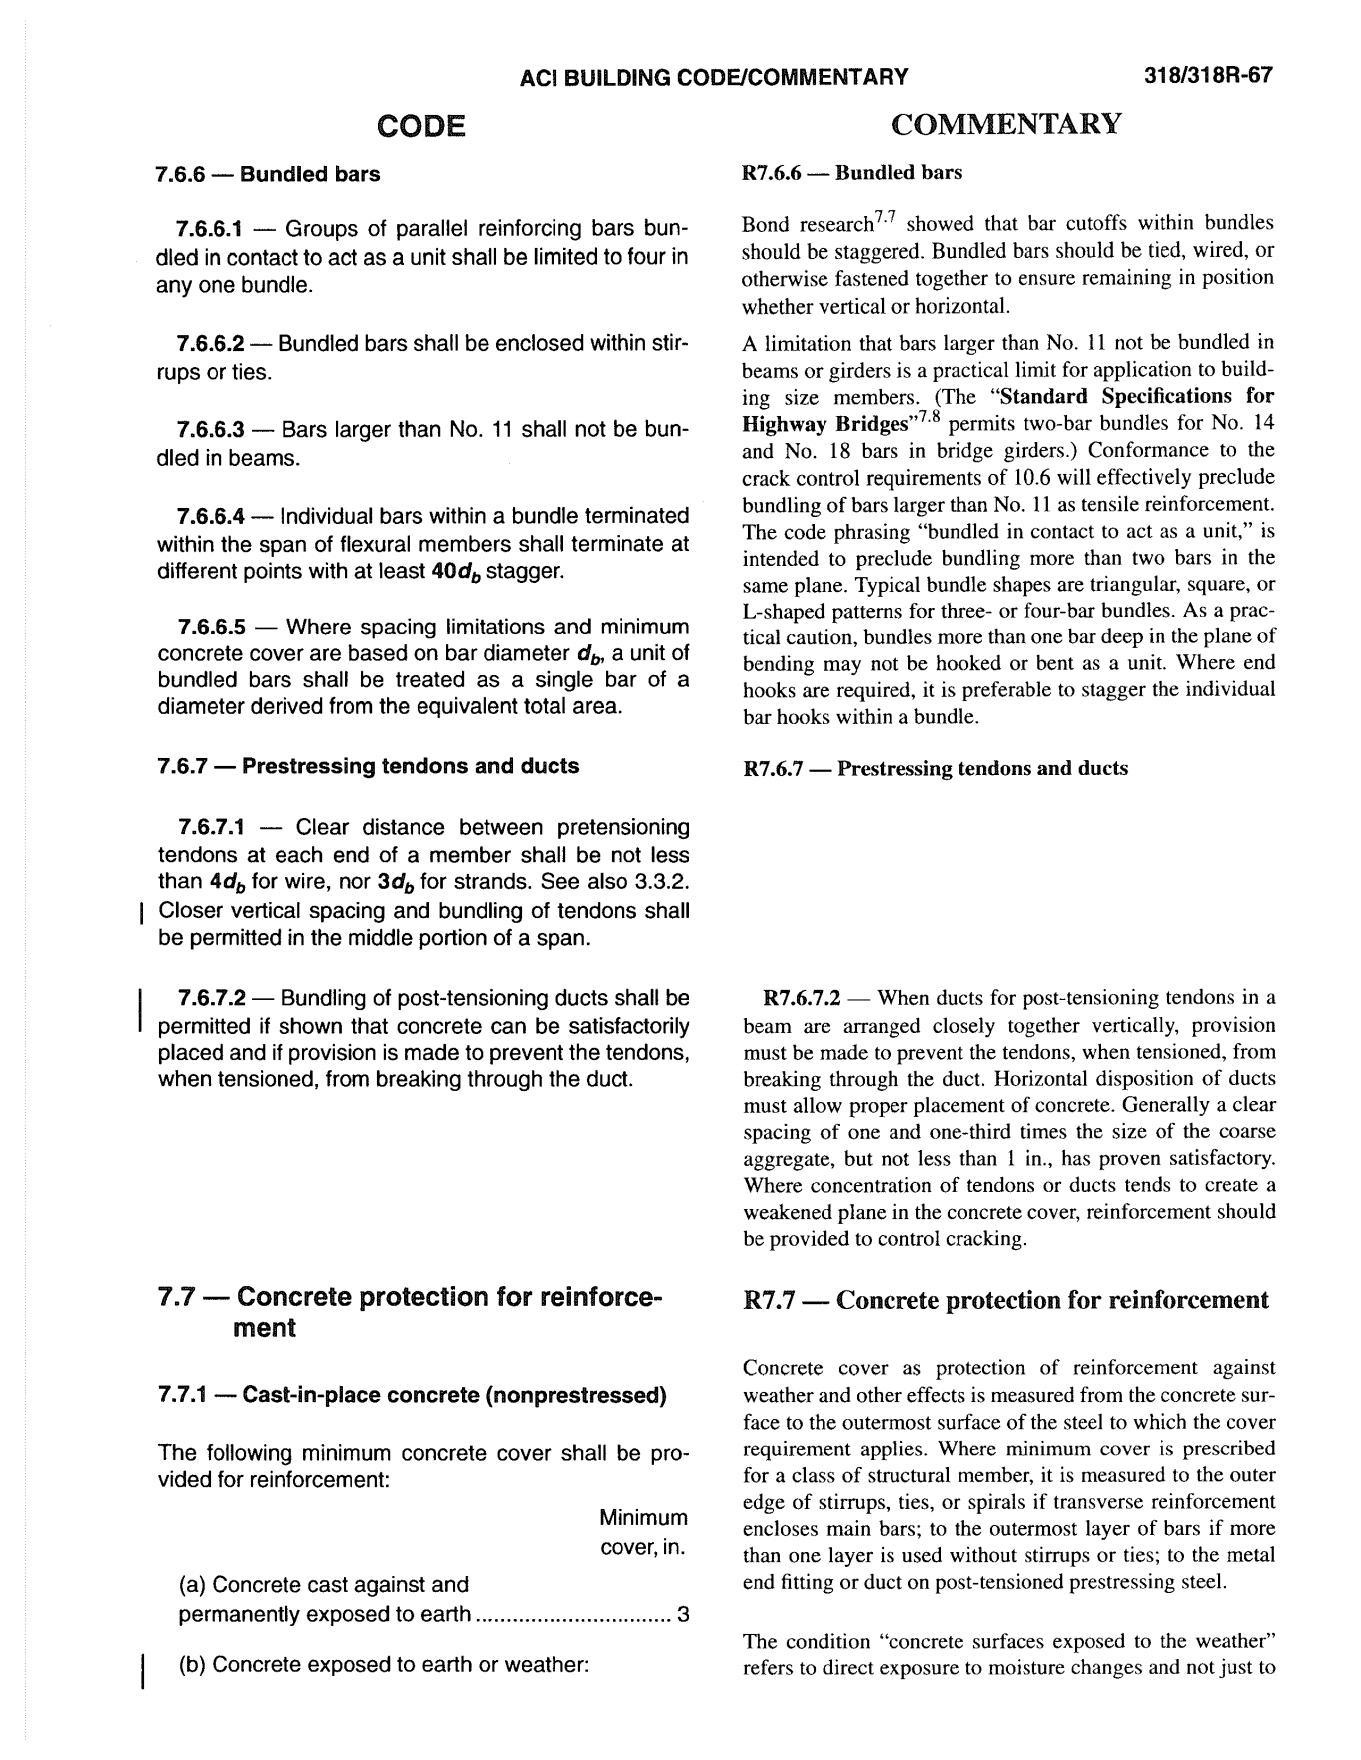 ACI BUILDING CODE/COMMENTARY
318/318R-67
CODE
7.6.6 — Bundled bars
7.6.6.1 — Groups of parallel reinforcing bars bun-
dled in contact to act as a unit shall be limited to four in
any one bundle.
7.6.6.2 — Bundled bars shall be enclosed within stir-
rups or ties.
7.6.6.3 — Bars larger than No. 11 shall not be bun-
dled in beams.
7.6.6.4 — Individual bars within a bundle terminated
within the span of flexural members shall terminate at
different points with at least 40db stagger.
7.6.6.5 — Where spacing limitations and minimum
concrete cover are based on bar diameter db, a unit of
bundled bars shall be treated as a single bar of a
diameter derived from the equivalent total area.
7.6.7 — Prestressing tendons and ducts
7.6.7.1 — Clear distance between pretensioning
tendons at each end of a member shall be not less
than 4db for wire, nor 3db for strands. See also 3.3.2.
Closer vertical spacing and bundling of tendons shall
be permitted in the middle portion of a span.
7.6.7.2 — Bundling of post-tensioning ducts shall be
permitted if shown that concrete can be satisfactorily
placed and if provision is made to prevent the tendons,
when tensioned, from breaking through the duct.
7.7 — Concrete protection for reinforce-
ment
7.7.1 — Cast-in-place concrete (nonprestressed)
The following minimum concrete cover shall be pro-
vided for reinforcement:
Minimum
cover, in.
(a) Concrete cast against and
permanently exposed to earth ................................ 3
(b) Concrete exposed to earth or weather:
COMMENTARY
R7.6.6 — Bundled bars
Bond research7.7 showed that bar cutoffs within bundles
should be staggered. Bundled bars should be tied, wired, or
otherwise fastened together to ensure remaining in position
whether vertical or horizontal.
A limitation that bars larger than No. 11 not be bundled in
beams or girders is a practical limit for application to build-
ing size members. (The “Standard Specifications for
Highway Bridges”7.8 permits two-bar bundles for No. 14
and No. 18 bars in bridge girders.) Conformance to the
crack control requirements of 10.6 will effectively preclude
bundling of bars larger than No. 11 as tensile reinforcement.
The code phrasing “bundled in contact to act as a unit,” is
intended to preclude bundling more than two bars in the
same plane. Typical bundle shapes are triangular, square, or
L-shaped patterns for three- or four-bar bundles. As a prac-
tical caution, bundles more than one bar deep in the plane of
bending may not be hooked or bent as a unit. Where end
hooks are required, it is preferable to stagger the individual
bar hooks within a bundle.
R7.6.7 — Prestressing tendons and ducts
R7.6.7.2 — When ducts for post-tensioning tendons in a
beam are arranged closely together vertically, provision
must be made to prevent the tendons, when tensioned, from
breaking through the duct. Horizontal disposition of ducts
must allow proper placement of concrete. Generally a clear
spacing of one and one-third times the size of the coarse
aggregate, but not less than 1 in., has proven satisfactory.
Where concentration of tendons or ducts tends to create a
weakened plane in the concrete cover, reinforcement should
be provided to control cracking.
R7.7 — Concrete protection for reinforcement
Concrete cover as protection of reinforcement against
weather and other effects is measured from the concrete sur-
face to the outermost surface of the steel to which the cover
requirement applies. Where minimum cover is prescribed
for a class of structural member, it is measured to the outer
edge of stirrups, ties, or spirals if transverse reinforcement
encloses main bars; to the outermost layer of bars if more
than one layer is used without stirrups or ties; to the metal
end fitting or duct on post-tensioned prestressing steel.
The condition “concrete surfaces exposed to the weather”
refers to direct exposure to moisture changes and not just to